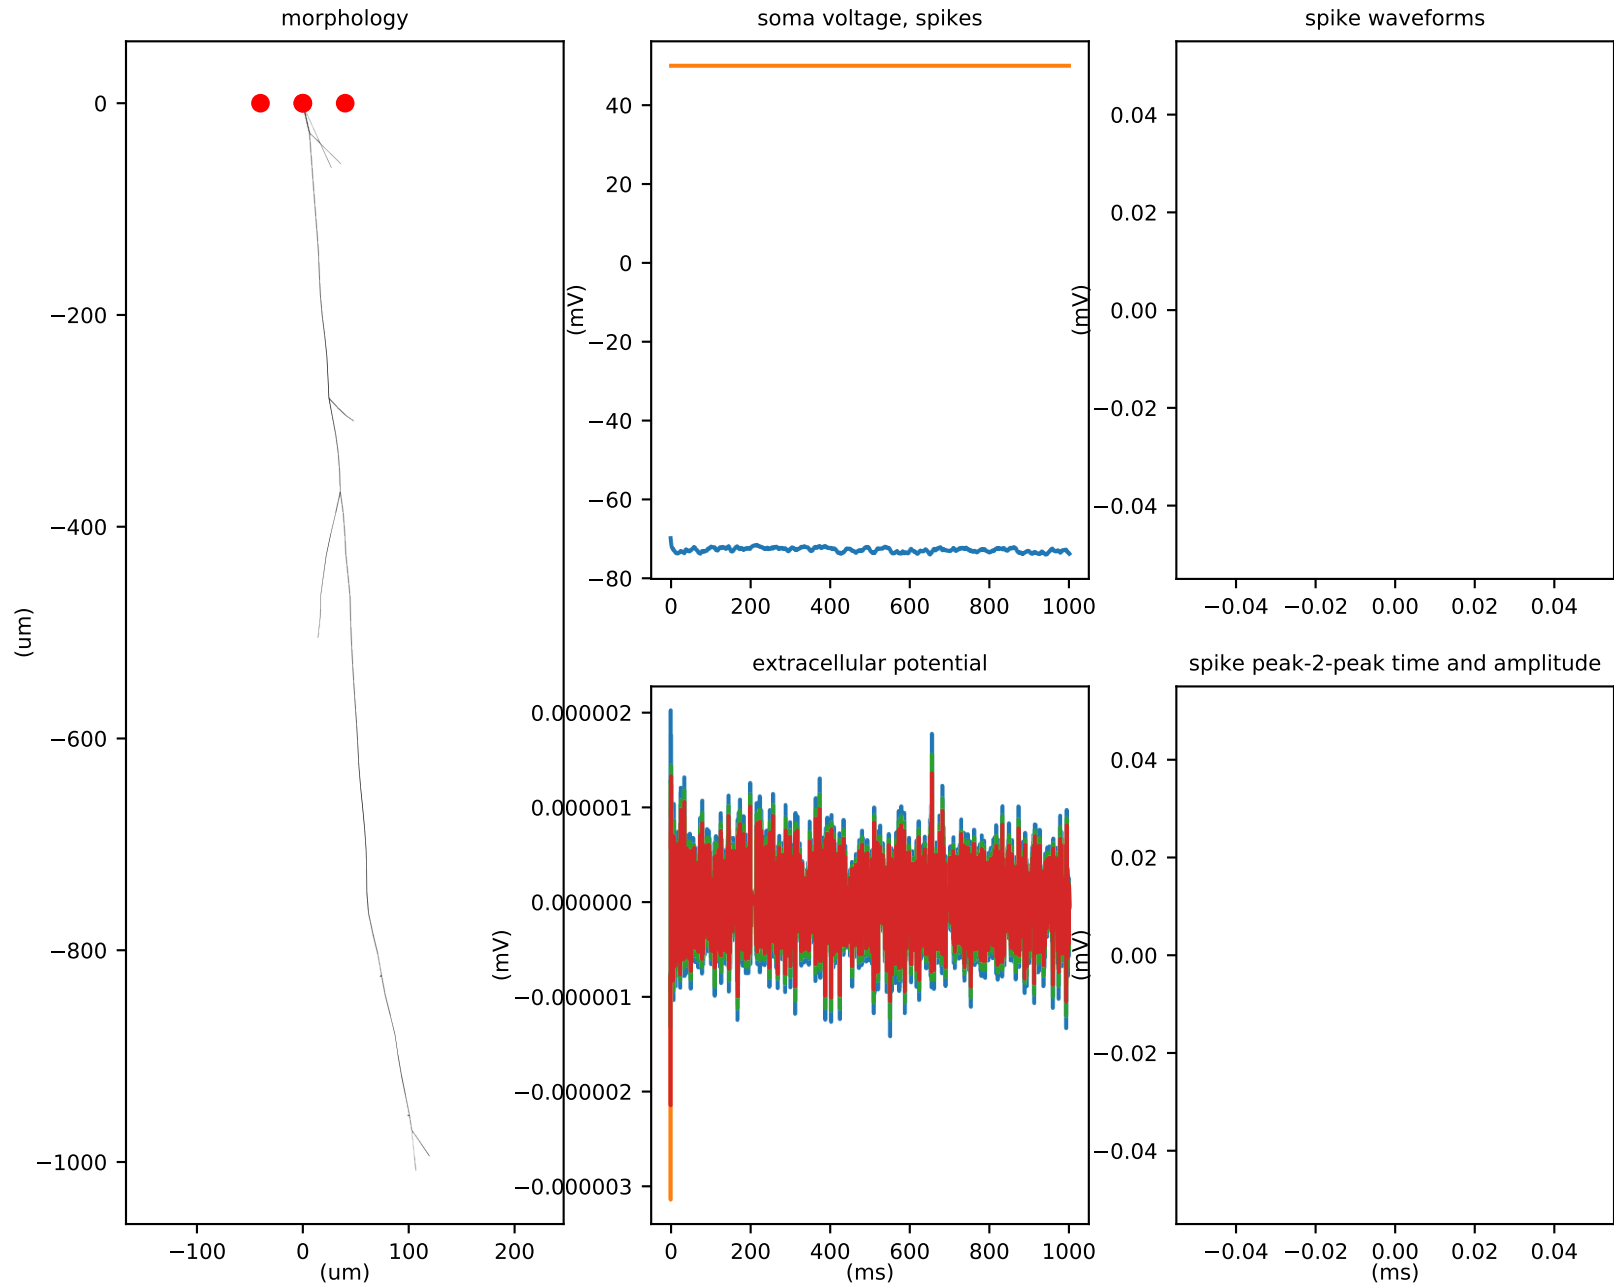 morphology
0
−200
−400
−600
−800
−1000
(um)
−100 0 100 200
(um)
soma voltage, spikes
40
20
0
−20
−40
−60
−80
(mV)
0 200 400 600 800 1000
spike waveforms
0.04
0.02
0.00
−0.02
−0.04
(mV)
−0.04 −0.02 0.00 0.02 0.04
extracellular potential
0.000002
0.000001
0.000000
−0.000001
−0.000002
−0.000003
(mV)
0 200 400 600 800 1000
(ms)
spike peak-2-peak time and amplitude
0.04
0.02
0.00
−0.02
−0.04
(mV)
−0.04 −0.02 0.00 0.02 0.04
(ms)